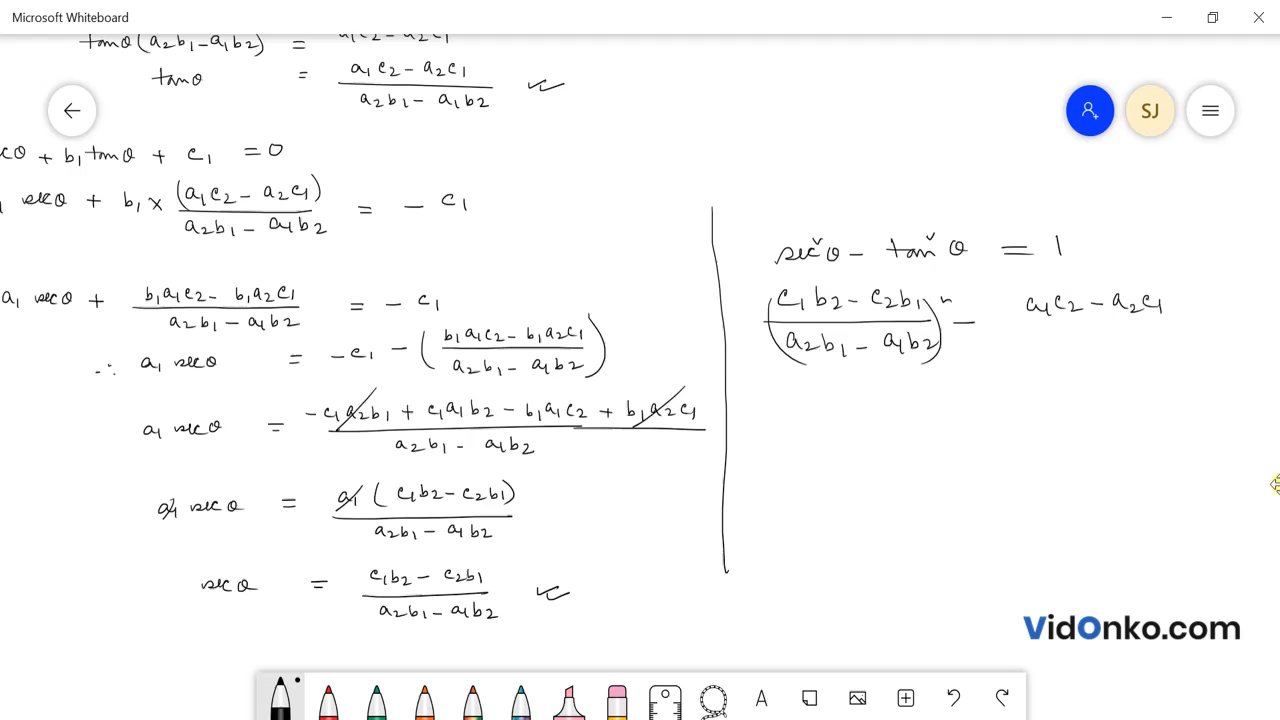 Microsoft Whiteboard
tanθ(a₂b₁ - a₁b₂) = a₁c₂ - a₂c₁
tanθ = (a₁c₂ - a₂c₁)/(a₂b₁ - a₁b₂)
cθ + b₁tanθ + c₁ = 0
secθ + b₁ × (a₁c₂ - a₂c₁)/(a₂b₁ - a₁b₂) = - c₁
a₁ secθ + (b₁a₁c₂ - b₁a₂c₁)/(a₂b₁ - a₁b₂) = - c₁
∴ a₁ secθ = -c₁ - ((b₁a₁c₂ - b₁a₂c₁)/(a₂b₁ - a₁b₂))
a₁ secθ = (-c₁a₂b₁ + c₁a₁b₂ - b₁a₁c₂ + b₁a₂c₁)/(a₂b₁ - a₁b₂)
a₁ secθ = a₁(c₁b₂ - c₂b₁)/(a₂b₁ - a₁b₂)
secθ = (c₁b₂ - c₂b₁)/(a₂b₁ - a₁b₂)
SJ
sec²θ - tan²θ = 1
((c₁b₂ - c₂b₁)/(a₂b₁ - a₁b₂))² - a₁c₂ - a₂c₁
VidOnko.com
A